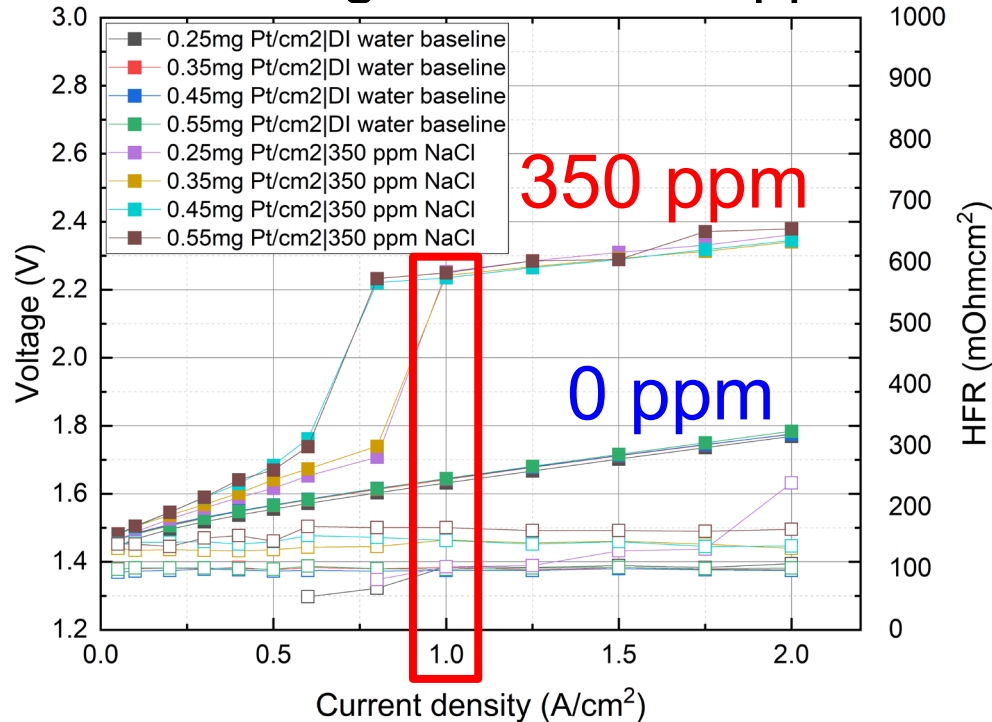 3.0
2.8
2.6
2.4
2.2
2.0
1.8
1.6
1.4
1.2
Voltage (V)
0.25mg Pt/cm2|DI water baseline
0.35mg Pt/cm2|DI water baseline
0.45mg Pt/cm2|DI water baseline
0.55mg Pt/cm2|DI water baseline
0.25mg Pt/cm2|350 ppm NaCl
0.35mg Pt/cm2|350 ppm NaCl
0.45mg Pt/cm2|350 ppm NaCl
0.55mg Pt/cm2|350 ppm NaCl
350 ppm
0 ppm
1000
900
800
700
600
500
400
300
200
100
0
HFR (mOhmcm²)
0.0 0.5 1.0 1.5 2.0
Current density (A/cm²)